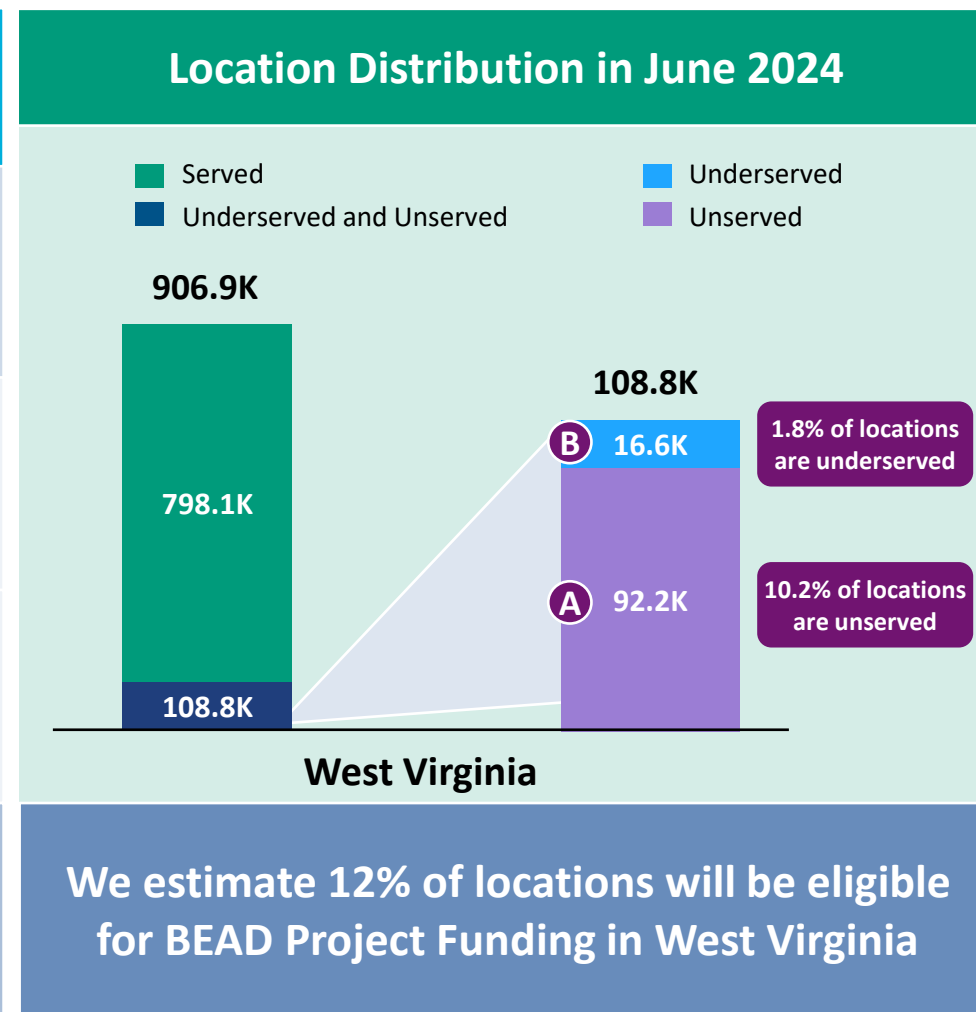 Location Distribution in June 2024
Served
Underserved
Underserved and Unserved
Unserved
906.9K
798.1K
108.8K
108.8K
B
16.6K
A
92.2K
1.8% of locations
are underserved
10.2% of locations
are unserved
West Virginia
We estimate 12% of locations will be eligible
for BEAD Project Funding in West Virginia